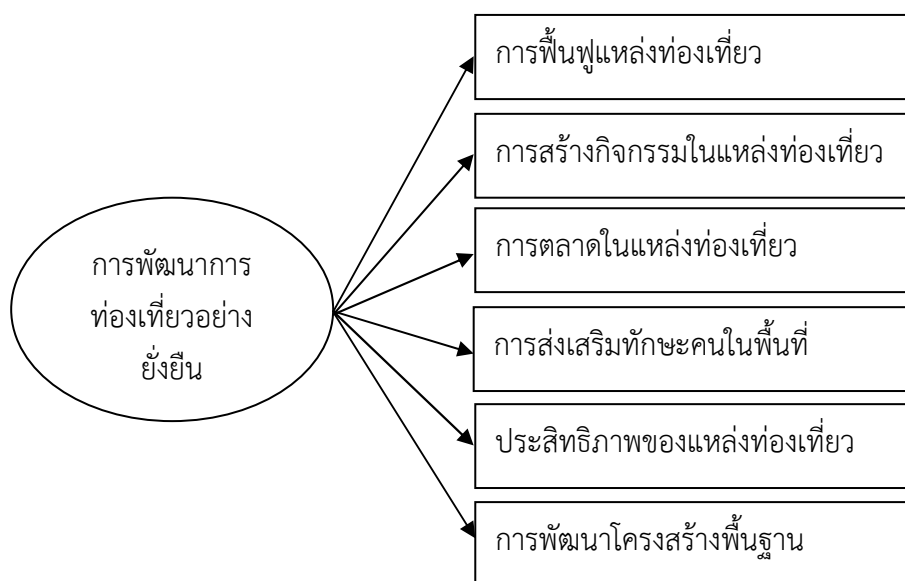 การฟื้นฟูแหล่งท่องเที่ยว
การสร้างกิจกรรมในแหล่งท่องเที่ยว
การตลาดในแหล่งท่องเที่ยว
การพัฒนาการ
ท่องเที่ยวอย่าง
ยั่งยืน
การส่งเสริมทักษะคนในพื้นที่
ประสิทธิภาพของแหล่งท่องเที่ยว
การพัฒนาโครงสร้างพื้นฐาน